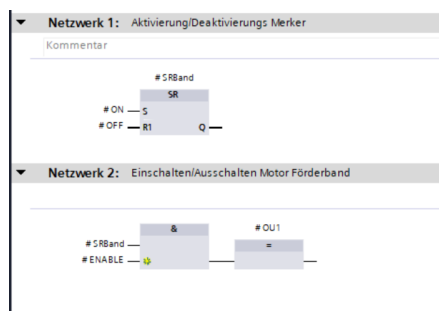 Netzwerk 1: Aktivierung/Deaktivierungs Merker
Kommentar
#SRBand
SR
#ON S
#OFF R1 Q
Netzwerk 2: Einschalten/Ausschalten Motor Förderband
& #OU1
#SRBand =
#ENABLE